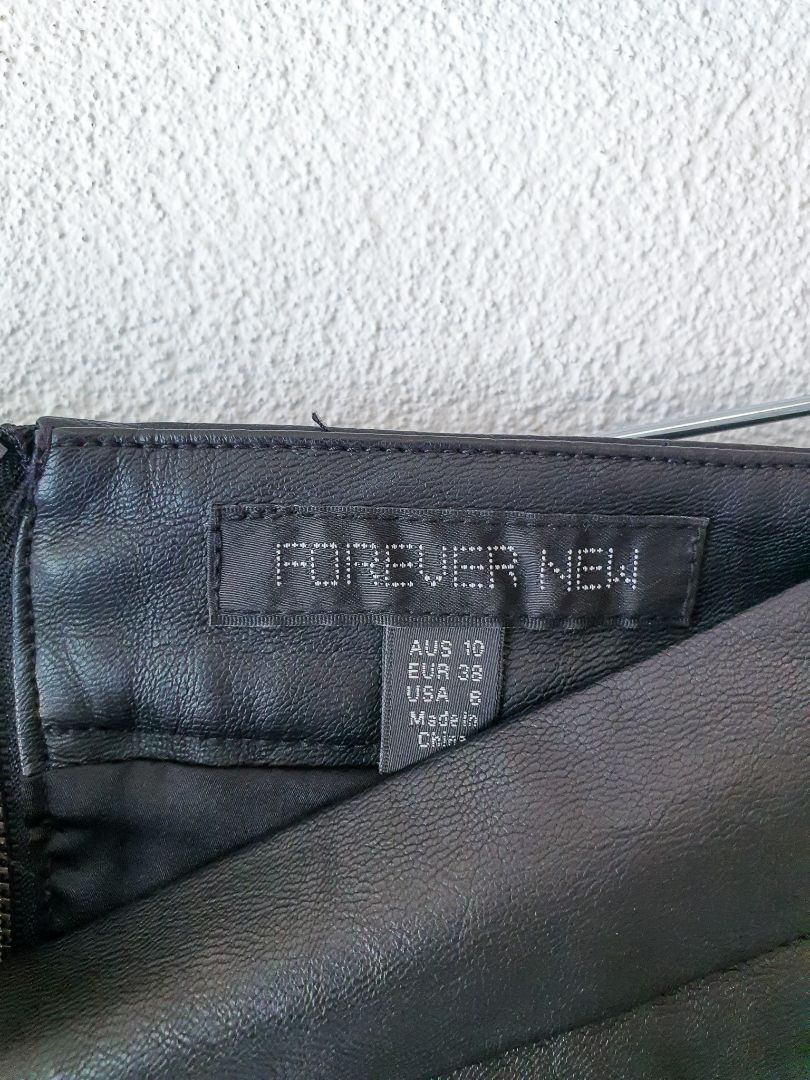 FOREVER NEW
AUS 10
EUR 38
USA 6
Made in
China